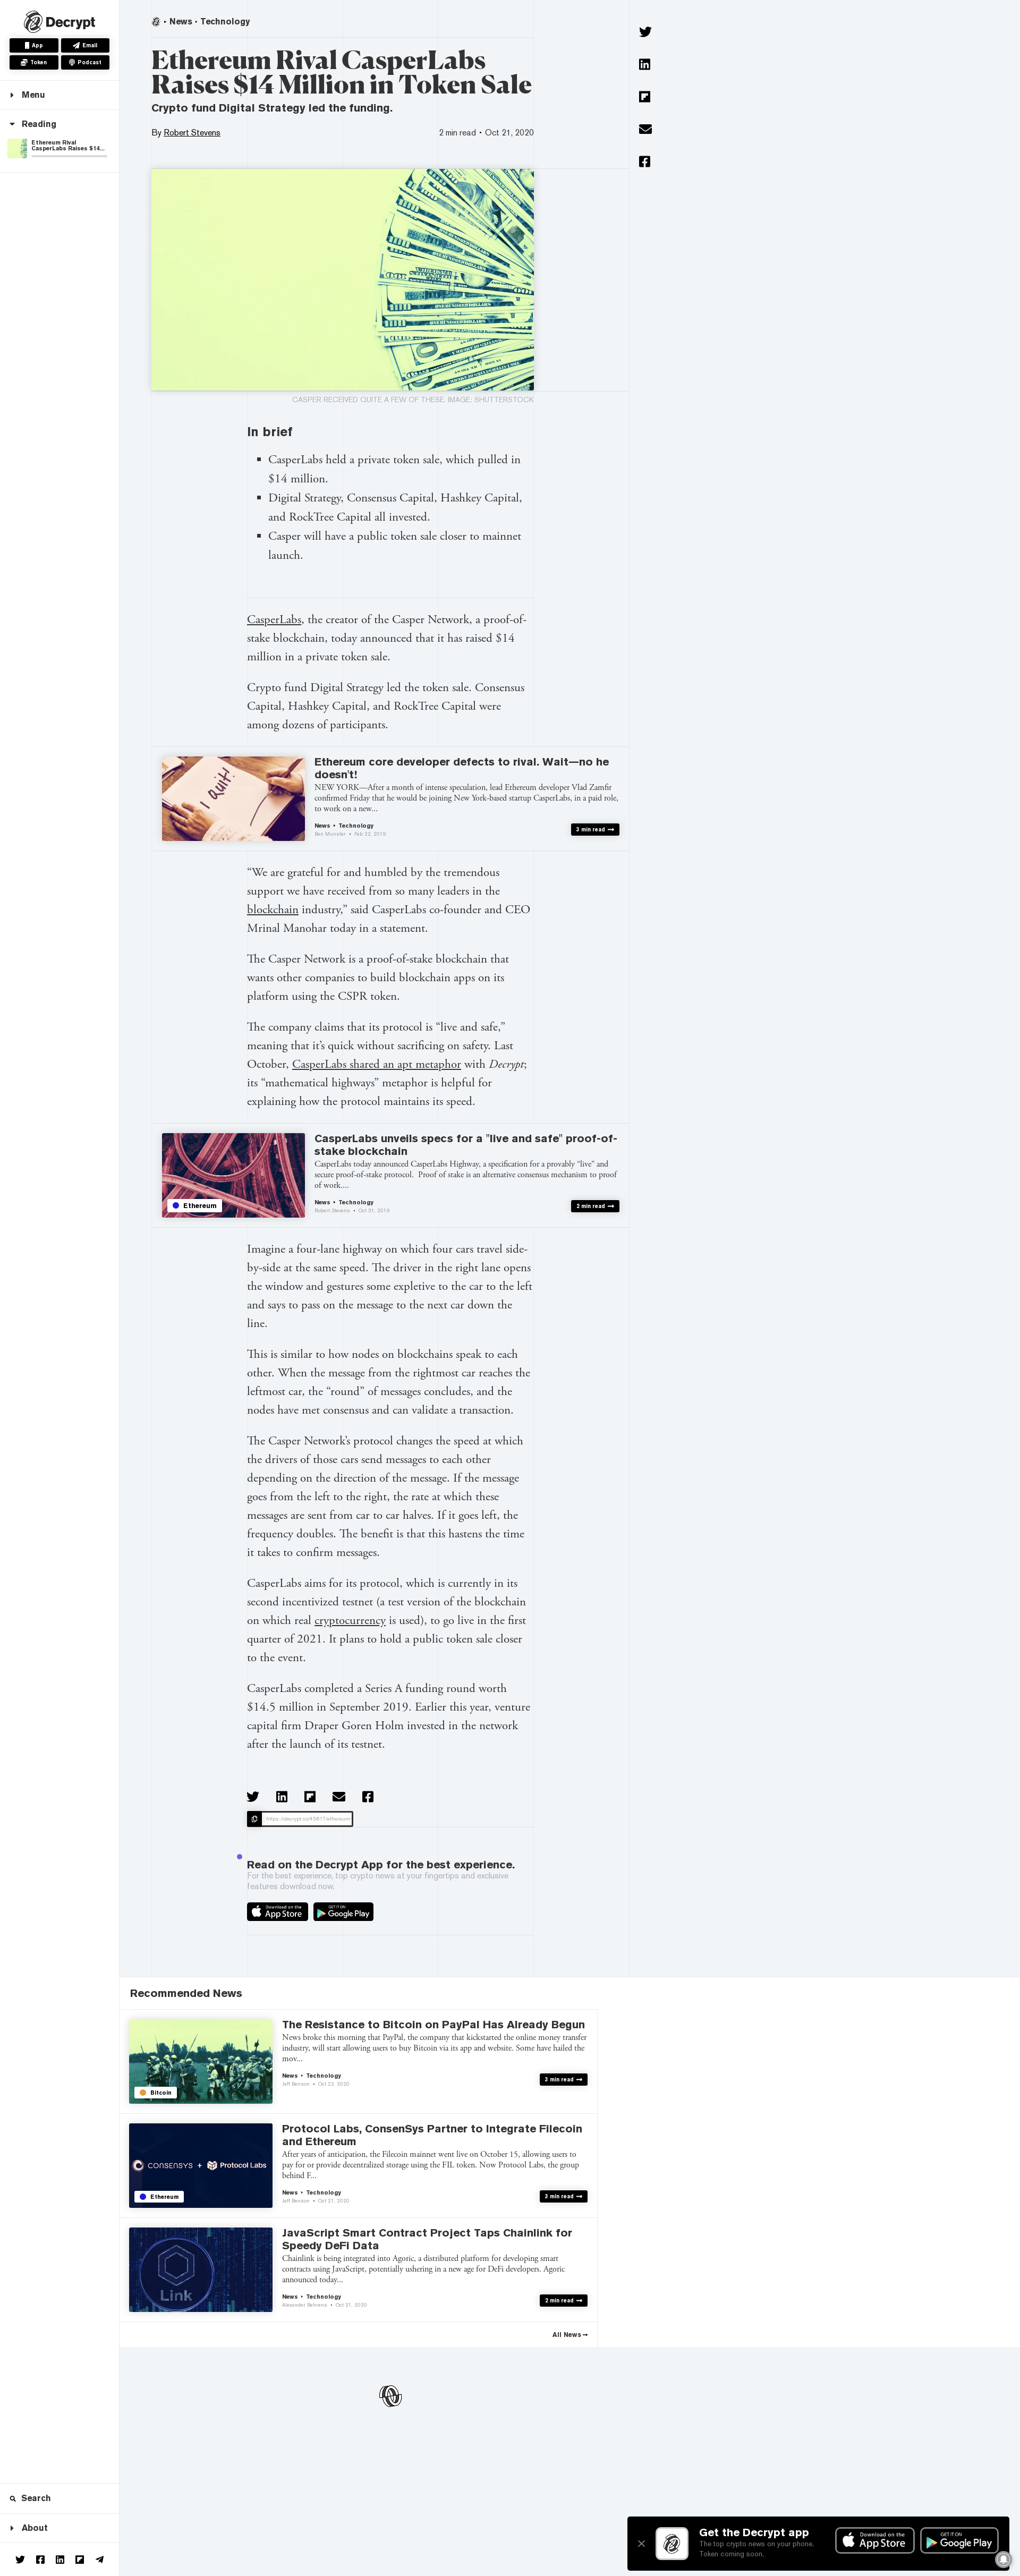 Decrypt
App
Email
Token
Podcast
Menu
Reading
Ethereum Rival
CasperLabs Raises $14...
• News • Technology
Ethereum Rival CasperLabs
Raises $14 Million in Token Sale
Crypto fund Digital Strategy led the funding.
By Robert Stevens
2 min read • Oct 21, 2020
CASPER RECEIVED QUITE A FEW OF THESE. IMAGE: SHUTTERSTOCK
In brief
▪ CasperLabs held a private token sale, which pulled in
$14 million.
▪ Digital Strategy, Consensus Capital, Hashkey Capital,
and RockTree Capital all invested.
▪ Casper will have a public token sale closer to mainnet
launch.
CasperLabs, the creator of the Casper Network, a proof-of-
stake blockchain, today announced that it has raised $14
million in a private token sale.
Crypto fund Digital Strategy led the token sale. Consensus
Capital, Hashkey Capital, and RockTree Capital were
among dozens of participants.
I Quit!
Ethereum core developer defects to rival. Wait—no he
doesn't!
NEW YORK—After a month of intense speculation, lead Ethereum developer Vlad Zamfir
confirmed Friday that he would be joining New York-based startup CasperLabs, in a paid role,
to work on a new...
News • Technology
Ben Munster • Feb 22, 2019
3 min read
“We are grateful for and humbled by the tremendous
support we have received from so many leaders in the
blockchain industry,” said CasperLabs co-founder and CEO
Mrinal Manohar today in a statement.
The Casper Network is a proof-of-stake blockchain that
wants other companies to build blockchain apps on its
platform using the CSPR token.
The company claims that its protocol is “live and safe,”
meaning that it’s quick without sacrificing on safety. Last
October, CasperLabs shared an apt metaphor with Decrypt;
its “mathematical highways” metaphor is helpful for
explaining how the protocol maintains its speed.
Ethereum
CasperLabs unveils specs for a "live and safe" proof-of-
stake blockchain
CasperLabs today announced CasperLabs Highway, a specification for a provably “live” and
secure proof-of-stake protocol. Proof of stake is an alternative consensus mechanism to proof
of work....
News • Technology
Robert Stevens • Oct 31, 2019
2 min read
Imagine a four-lane highway on which four cars travel side-
by-side at the same speed. The driver in the right lane opens
the window and gestures some expletive to the car to the left
and says to pass on the message to the next car down the
line.
This is similar to how nodes on blockchains speak to each
other. When the message from the rightmost car reaches the
leftmost car, the “round” of messages concludes, and the
nodes have met consensus and can validate a transaction.
The Casper Network’s protocol changes the speed at which
the drivers of those cars send messages to each other
depending on the direction of the message. If the message
goes from the left to the right, the rate at which these
messages are sent from car to car halves. If it goes left, the
frequency doubles. The benefit is that this hastens the time
it takes to confirm messages.
CasperLabs aims for its protocol, which is currently in its
second incentivized testnet (a test version of the blockchain
on which real cryptocurrency is used), to go live in the first
quarter of 2021. It plans to hold a public token sale closer
to the event.
CasperLabs completed a Series A funding round worth
$14.5 million in September 2019. Earlier this year, venture
capital firm Draper Goren Holm invested in the network
after the launch of its testnet.
Read on the Decrypt App for the best experience.
For the best experience, top crypto news at your fingertips and exclusive
features download now.
Download on the
App Store
GET IT ON
Google Play
Recommended News
Bitcoin
The Resistance to Bitcoin on PayPal Has Already Begun
News broke this morning that PayPal, the company that kickstarted the online money transfer
industry, will start allowing users to buy Bitcoin via its app and website. Some have hailed the
mov...
News • Technology
Jeff Benson • Oct 22, 2020
3 min read
CONSENSYS + Protocol Labs
Ethereum
Protocol Labs, ConsenSys Partner to Integrate Filecoin
and Ethereum
After years of anticipation, the Filecoin mainnet went live on October 15, allowing users to
pay for or provide decentralized storage using the FIL token. Now Protocol Labs, the group
behind F...
News • Technology
Jeff Benson • Oct 21, 2020
3 min read
Link
JavaScript Smart Contract Project Taps Chainlink for
Speedy DeFi Data
Chainlink is being integrated into Agoric, a distributed platform for developing smart
contracts using JavaScript, potentially ushering in a new age for DeFi developers. Agoric
announced today...
News • Technology
Alexander Behrens • Oct 21, 2020
2 min read
All News
Search
About
Get the Decrypt app
The top crypto news on your phone.
Token coming soon.
Download on the
App Store
GET IT ON
Google Play